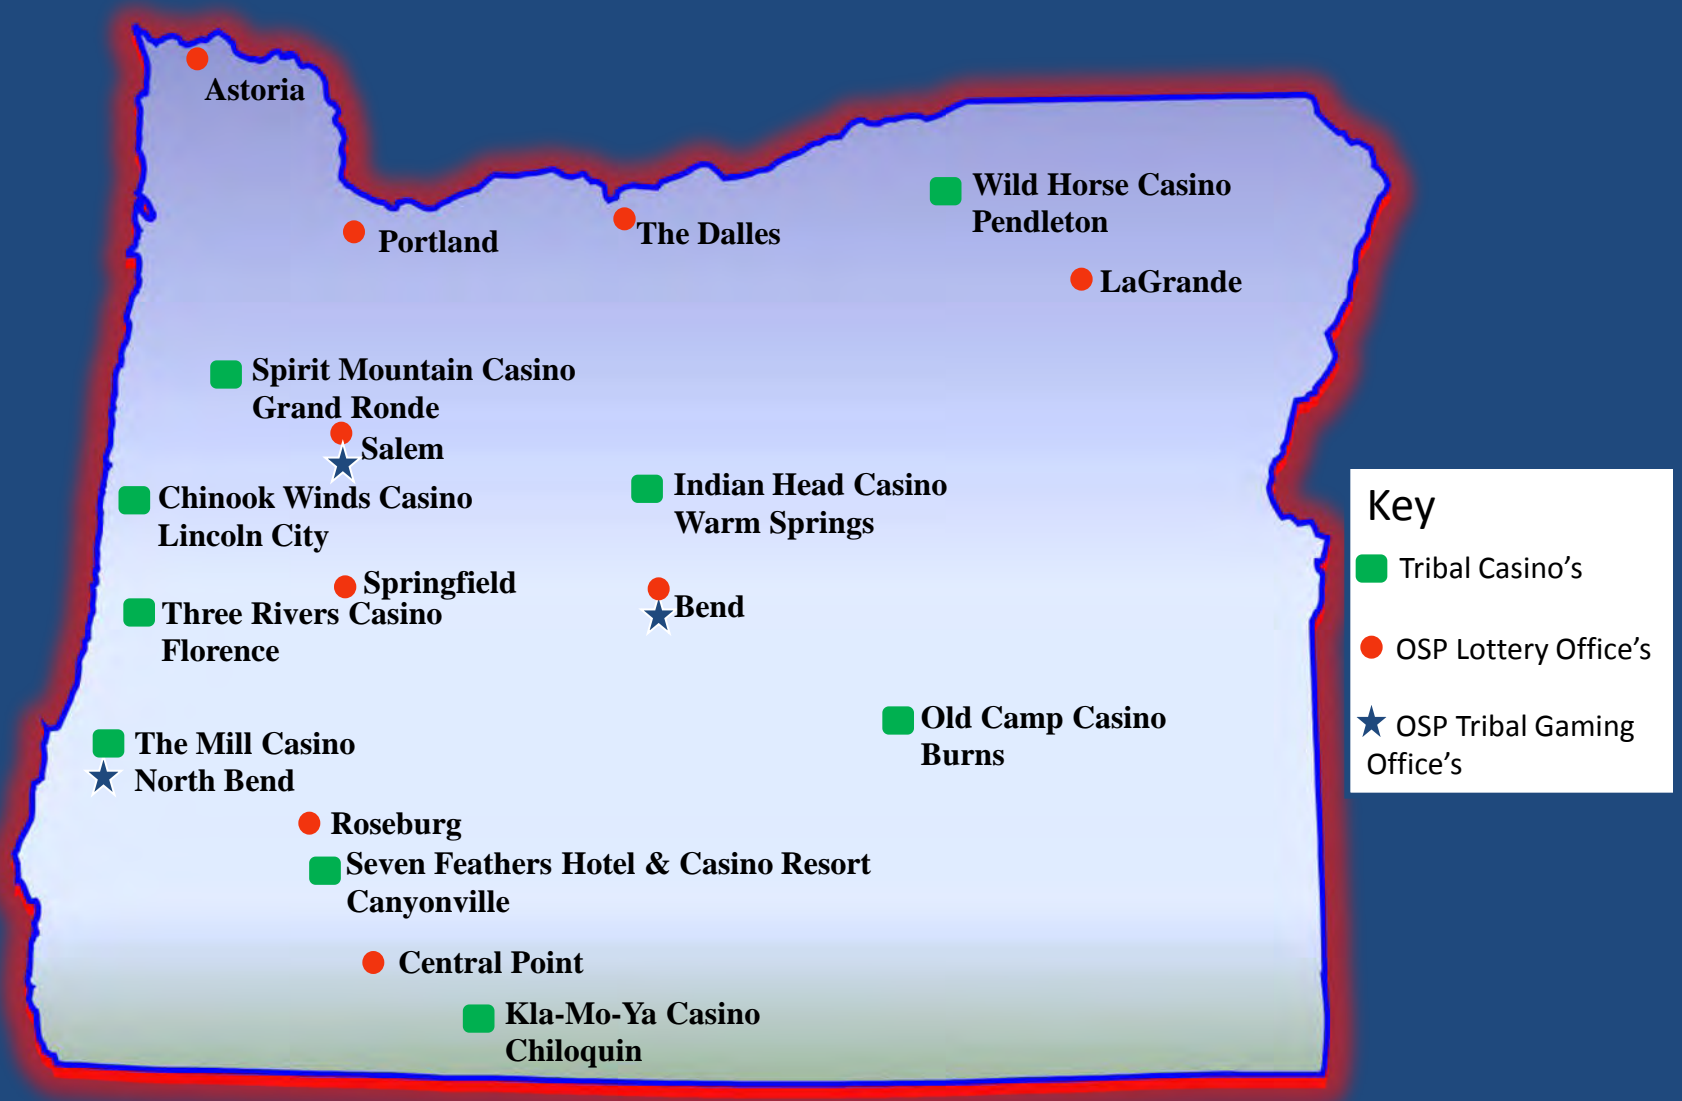 Astoria
Portland
The Dalles
Wild Horse Casino
Pendleton
LaGrande
Spirit Mountain Casino
Grand Ronde
Salem
Chinook Winds Casino
Lincoln City
Indian Head Casino
Warm Springs
Springfield
Three Rivers Casino
Florence
Bend
The Mill Casino
North Bend
Old Camp Casino
Burns
Roseburg
Seven Feathers Hotel & Casino Resort
Canyonville
Central Point
Kla-Mo-Ya Casino
Chiloquin
Key
Tribal Casino’s
OSP Lottery Office’s
OSP Tribal Gaming
Office’s